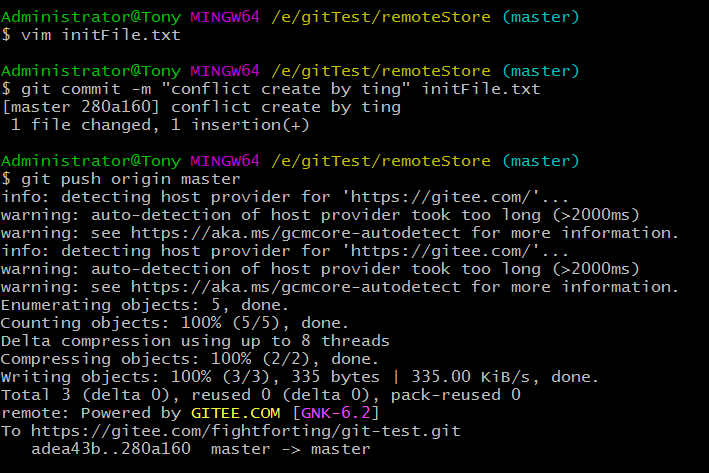 Administrator@Tony MINGW64 /e/gitTest/remoteStore (master)
$ vim initFile.txt
Administrator@Tony MINGW64 /e/gitTest/remoteStore (master)
$ git commit -m "conflict create by ting" initFile.txt
[master 280a160] conflict create by ting
 1 file changed, 1 insertion(+)
Administrator@Tony MINGW64 /e/gitTest/remoteStore (master)
$ git push origin master
info: detecting host provider for 'https://gitee.com/'...
warning: auto-detection of host provider took too long (>2000ms)
warning: see https://aka.ms/gcmcore-autodetect for more information.
info: detecting host provider for 'https://gitee.com/'...
warning: auto-detection of host provider took too long (>2000ms)
warning: see https://aka.ms/gcmcore-autodetect for more information.
Enumerating objects: 5, done.
Counting objects: 100% (5/5), done.
Delta compression using up to 8 threads
Compressing objects: 100% (2/2), done.
Writing objects: 100% (3/3), 335 bytes | 335.00 KiB/s, done.
Total 3 (delta 0), reused 0 (delta 0), pack-reused 0
remote: Powered by GITEE.COM [GNK-6.2]
To https://gitee.com/fightforting/git-test.git
   adea43b..280a160  master -> master